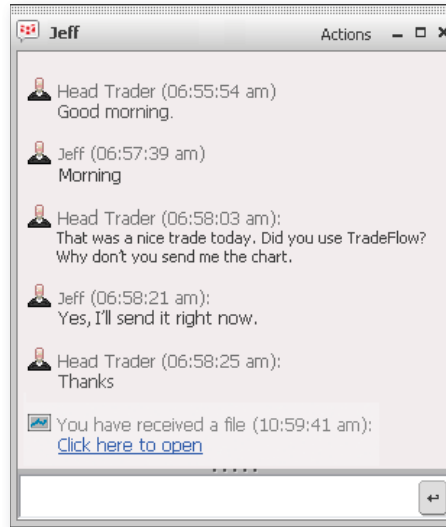 Jeff
Actions
Head Trader (06:55:54 am)
Good morning.
Jeff (06:57:39 am)
Morning
Head Trader (06:58:03 am):
That was a nice trade today. Did you use TradeFlow?
Why don't you send me the chart.
Jeff (06:58:21 am):
Yes, I'll send it right now.
Head Trader (06:58:25 am):
Thanks
You have received a file (10:59:41 am):
Click here to open